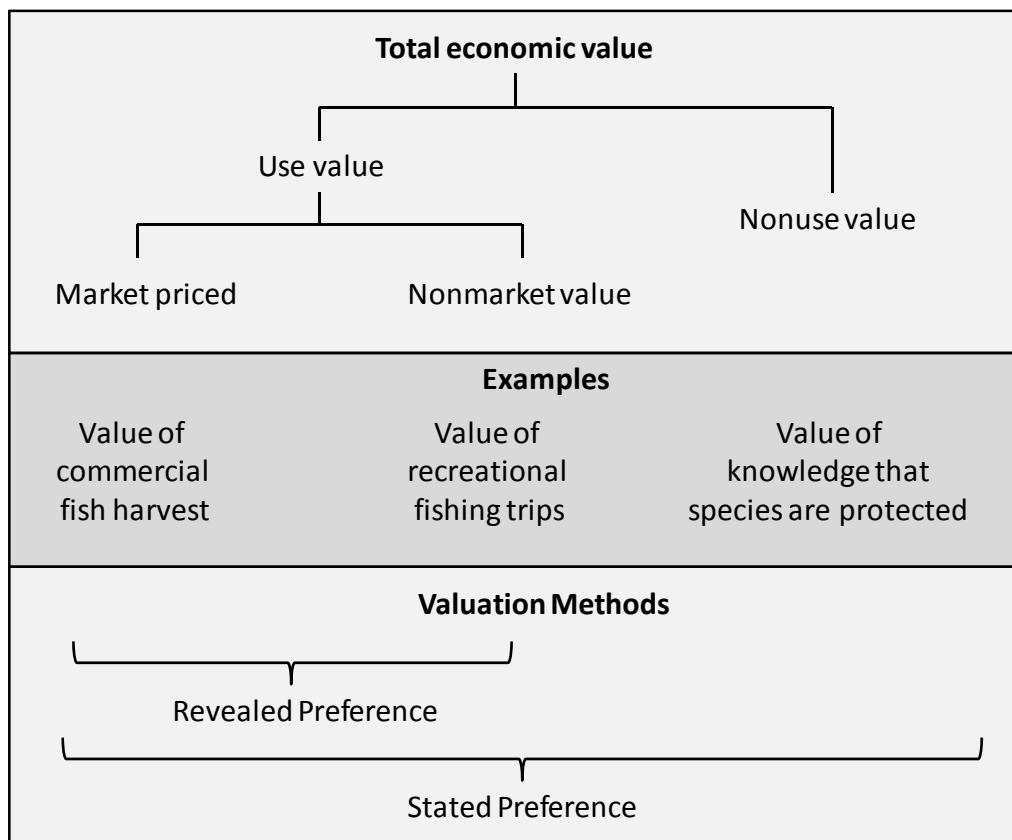 Total economic value
Use value
Nonuse value
Market priced
Nonmarket value
Examples
Value of
commercial
fish harvest
Value of
recreational
fishing trips
Value of
knowledge that
species are protected
Valuation Methods
Revealed Preference
Stated Preference